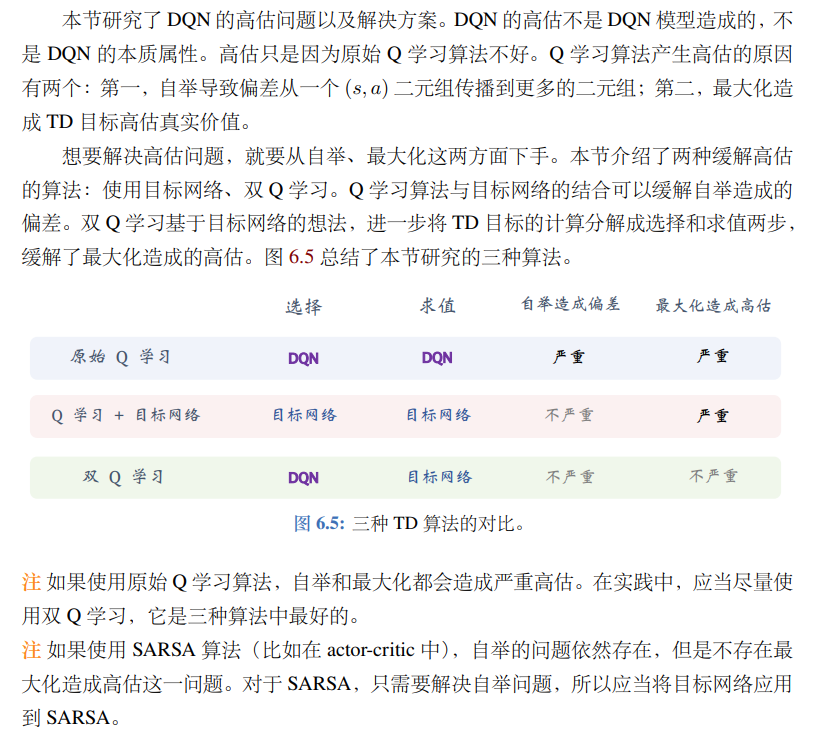 本节研究了 DQN 的高估问题以及解决方案。DQN 的高估不是 DQN 模型造成的，不
是 DQN 的本质属性。高估只是因为原始 Q 学习算法不好。Q 学习算法产生高估的原因
有两个：第一，自举导致偏差从一个 (s, a) 二元组传播到更多的二元组；第二，最大化造
成 TD 目标高估真实价值。
想要解决高估问题，就要从自举、最大化这两方面下手。本节介绍了两种缓解高估
的算法：使用目标网络、双 Q 学习。Q 学习算法与目标网络的结合可以缓解自举造成的
偏差。双 Q 学习基于目标网络的想法，进一步将 TD 目标的计算分解成选择和求值两步，
缓解了最大化造成的高估。图 6.5 总结了本节研究的三种算法。
选择 求值 自举造成偏差 最大化造成高估
原始 Q 学习 DQN DQN 严重 严重
Q 学习 + 目标网络 目标网络 目标网络 不严重 严重
双 Q 学习 DQN 目标网络 不严重 不严重
图 6.5: 三种 TD 算法的对比。
注 如果使用原始 Q 学习算法，自举和最大化都会造成严重高估。在实践中，应当尽量使
用双 Q 学习，它是三种算法中最好的。
注 如果使用 SARSA 算法（比如在 actor-critic 中），自举的问题依然存在，但是不存在最
大化造成高估这一问题。对于 SARSA，只需要解决自举问题，所以应当将目标网络应用
到 SARSA。